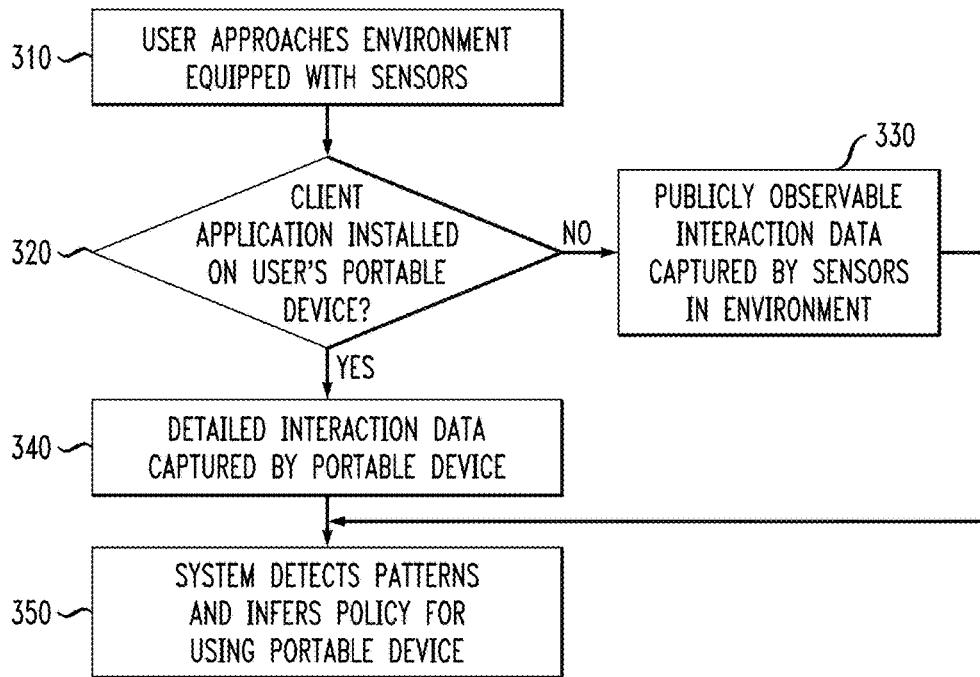 310
USER APPROACHES ENVIRONMENT
EQUIPPED WITH SENSORS
320
CLIENT
APPLICATION INSTALLED
ON USER'S PORTABLE
DEVICE?
NO
330
PUBLICLY OBSERVABLE
INTERACTION DATA
CAPTURED BY SENSORS
IN ENVIRONMENT
YES
340
DETAILED INTERACTION DATA
CAPTURED BY PORTABLE DEVICE
350
SYSTEM DETECTS PATTERNS
AND INFERS POLICY FOR
USING PORTABLE DEVICE